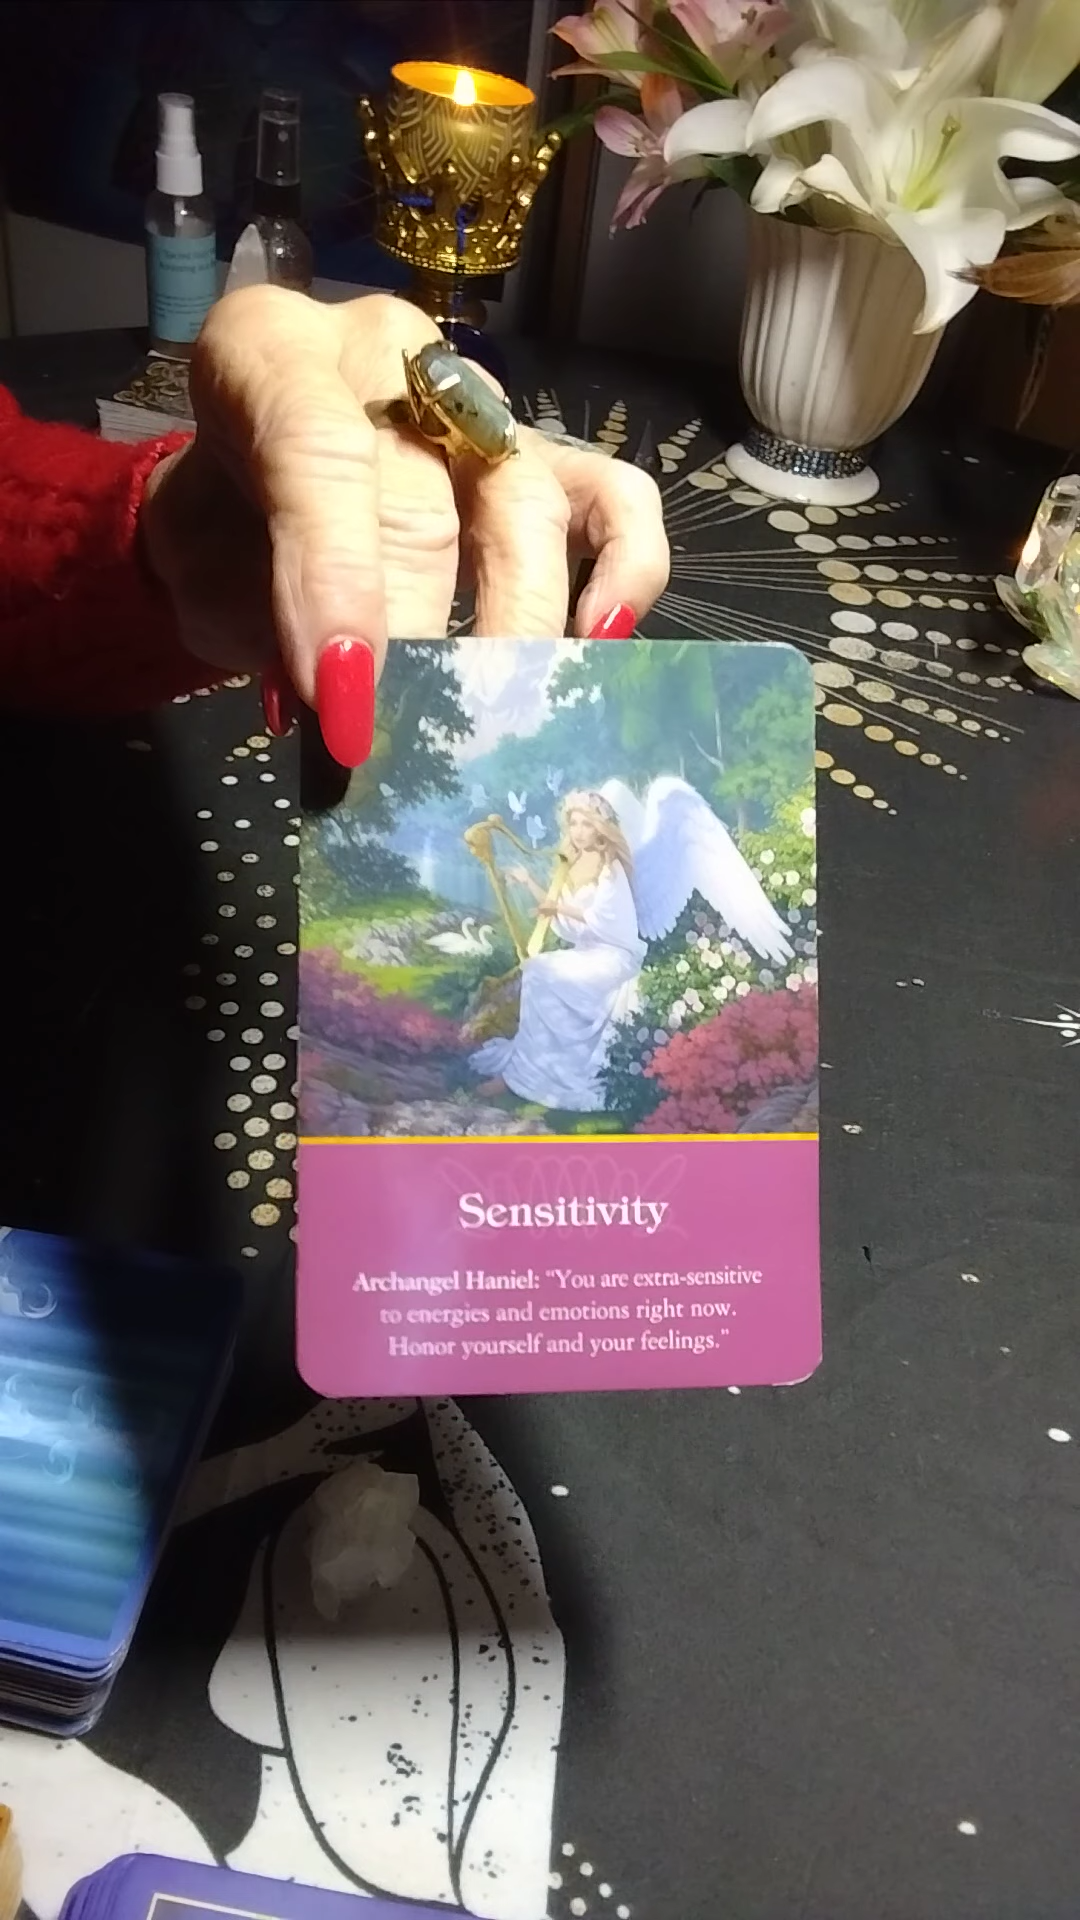 Sensitivity
Archangel Haniel: "You are extra-sensitive
to energies and emotions right now.
Honor yourself and your feelings."